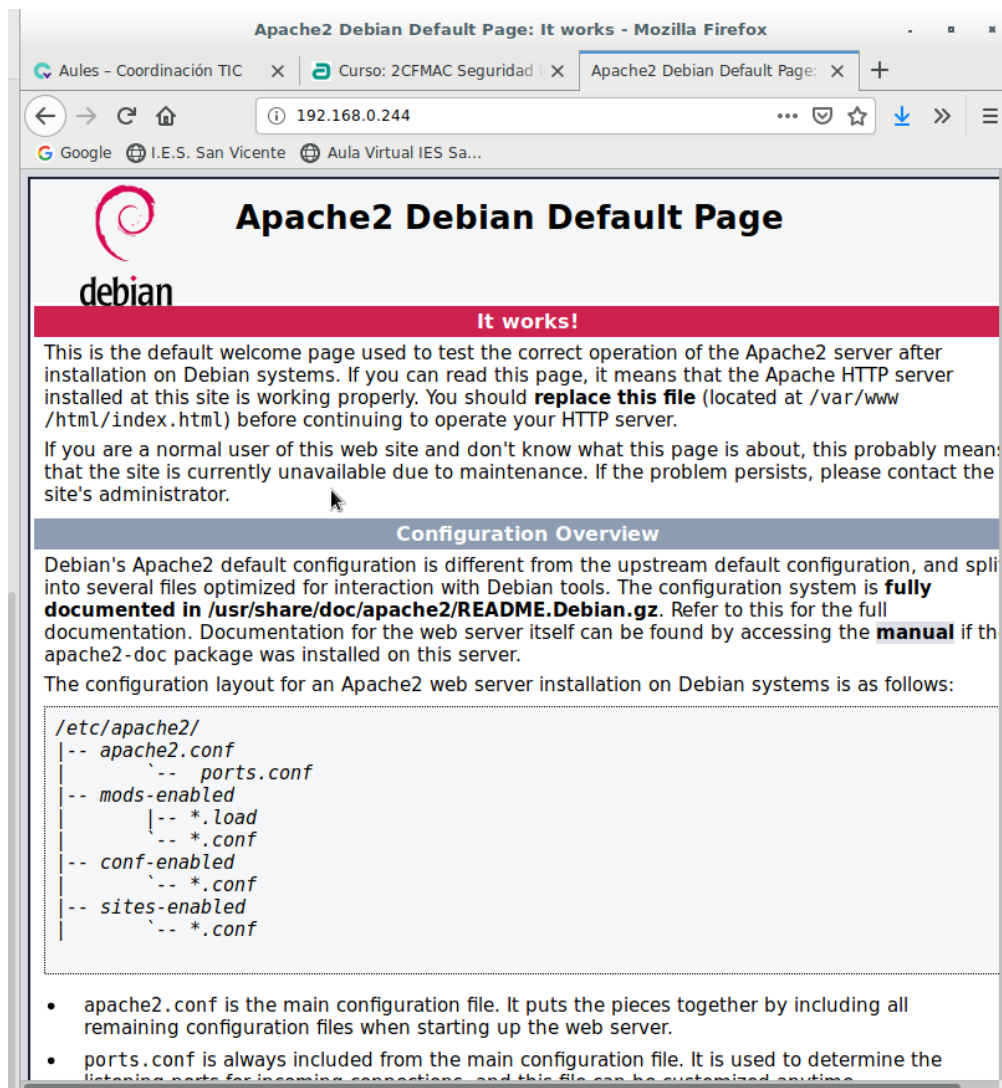 Apache2 Debian Default Page: It works - Mozilla Firefox
Aules – Coordinación TIC
Curso: 2CFMAC Seguridad
Apache2 Debian Default Page:
192.168.0.244
Google I.E.S. San Vicente Aula Virtual IES Sa...
Apache2 Debian Default Page
debian
It works!
This is the default welcome page used to test the correct operation of the Apache2 server after
installation on Debian systems. If you can read this page, it means that the Apache HTTP server
installed at this site is working properly. You should replace this file (located at /var/www
/html/index.html) before continuing to operate your HTTP server.
If you are a normal user of this web site and don't know what this page is about, this probably means
that the site is currently unavailable due to maintenance. If the problem persists, please contact the
site's administrator.
Configuration Overview
Debian's Apache2 default configuration is different from the upstream default configuration, and spli
into several files optimized for interaction with Debian tools. The configuration system is fully
documented in /usr/share/doc/apache2/README.Debian.gz. Refer to this for the full
documentation. Documentation for the web server itself can be found by accessing the manual if th
apache2-doc package was installed on this server.
The configuration layout for an Apache2 web server installation on Debian systems is as follows:
/etc/apache2/
|-- apache2.conf
|       `--  ports.conf
|-- mods-enabled
|       |-- *.load
|       `-- *.conf
|-- conf-enabled
|       `-- *.conf
|-- sites-enabled
|       `-- *.conf
• apache2.conf is the main configuration file. It puts the pieces together by including all
remaining configuration files when starting up the web server.
• ports.conf is always included from the main configuration file. It is used to determine the
listening ports for incoming connections, and this file can be customized anytime.